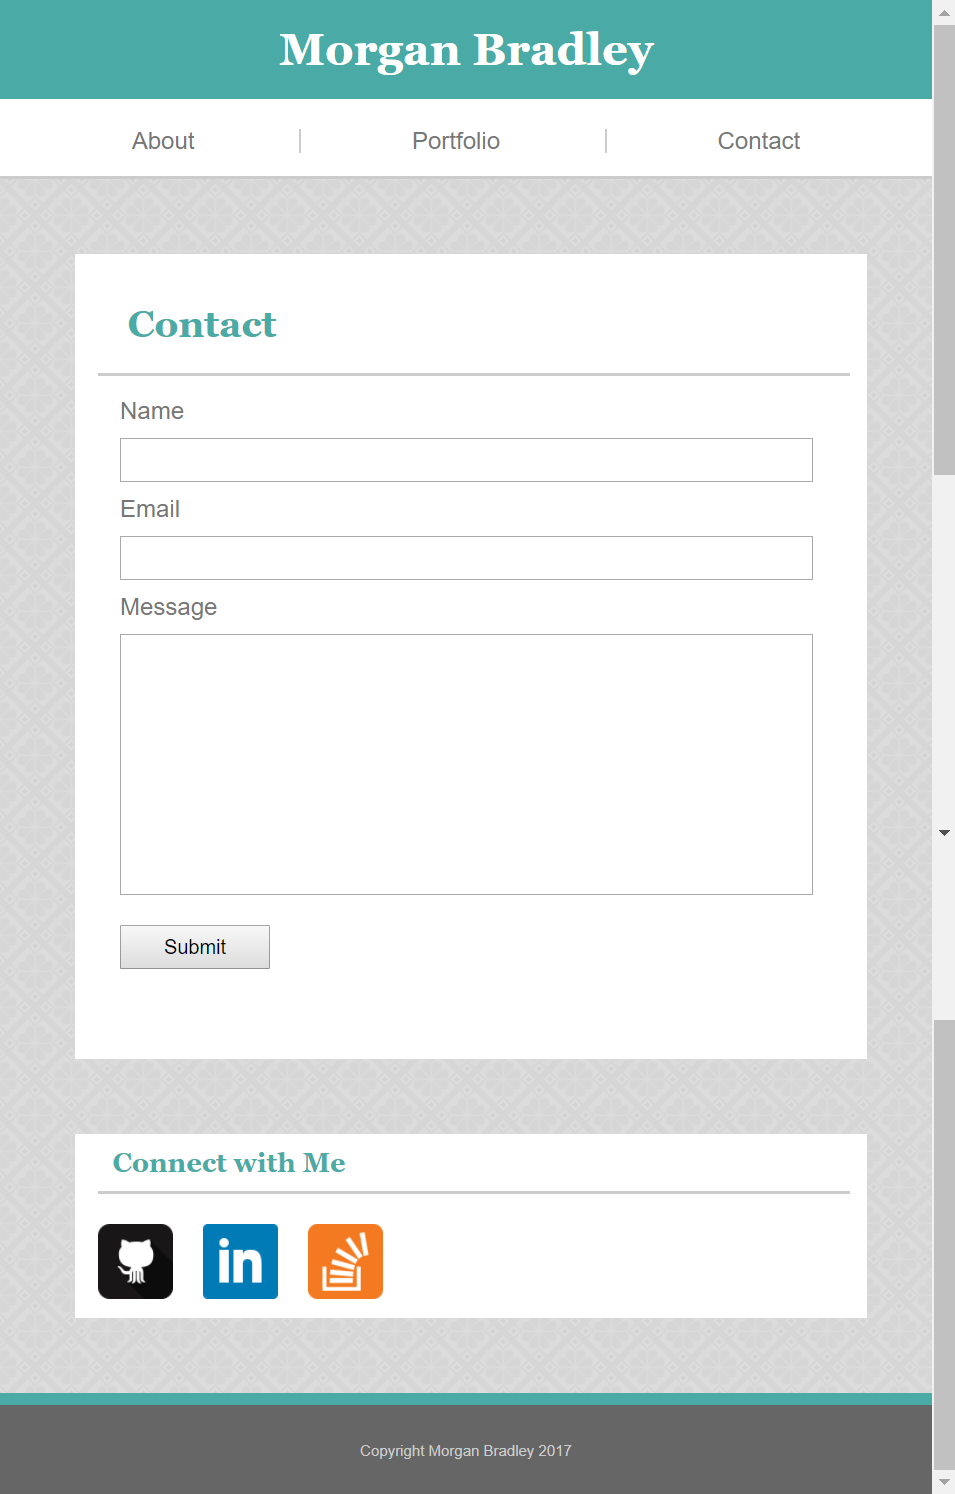 Morgan Bradley
About
Portfolio
Contact
Contact
Name
Email
Message
Submit
Connect with Me
in
Copyright Morgan Bradley 2017